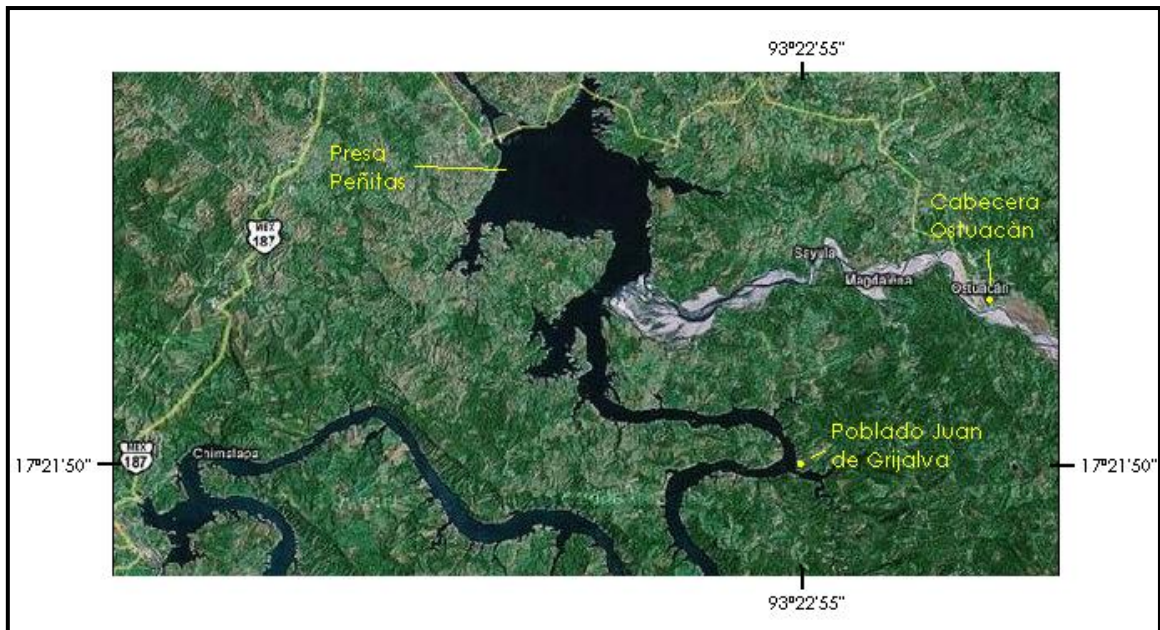 93º22'55"
Presa
Peñitas
Cabecera
Ostuacàn
MEX
187
Sayula
Magdalena
Ostuacán
Poblado Juan
de Grijalva
17º21'50"
MEX
187
Chimalapa
17º21'50"
93º22'55"